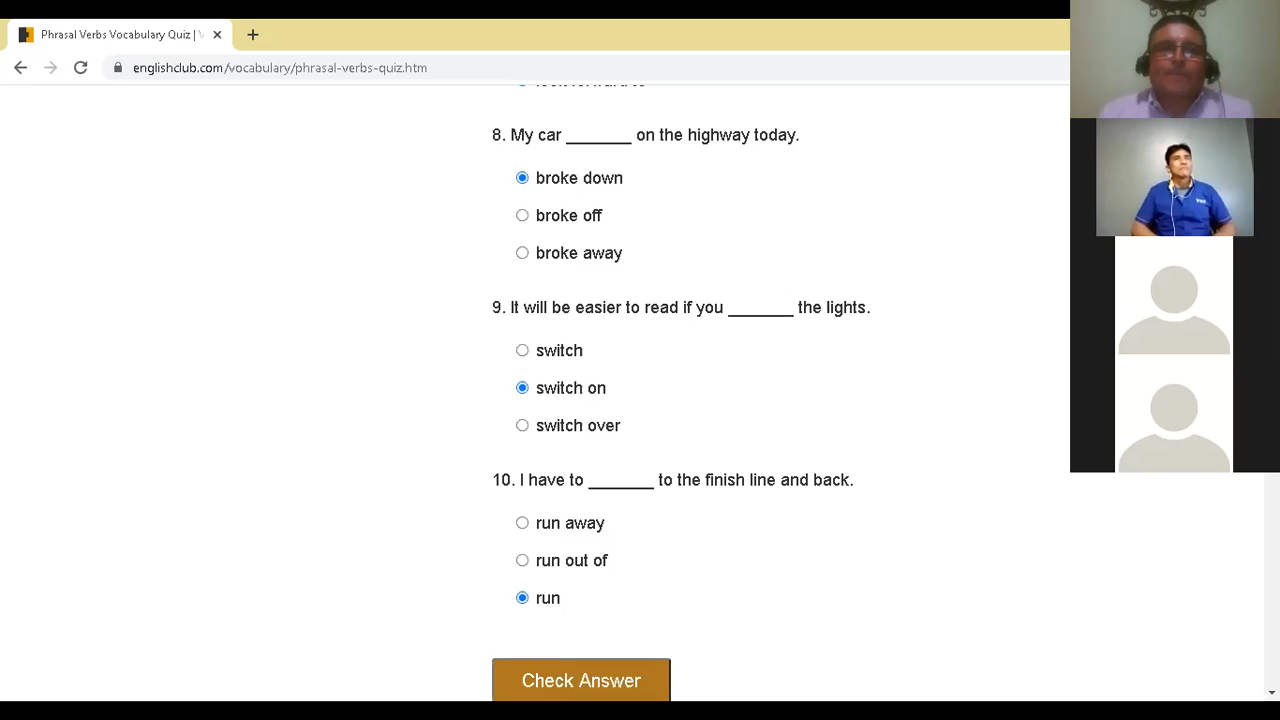 Phrasal Verbs Vocabulary Quiz |
englishclub.com/vocabulary/phrasal-verbs-quiz.htm
8. My car _______ on the highway today.
broke down
broke off
broke away
9. It will be easier to read if you _______ the lights.
switch
switch on
switch over
10. I have to _______ to the finish line and back.
run away
run out of
run
Check Answer